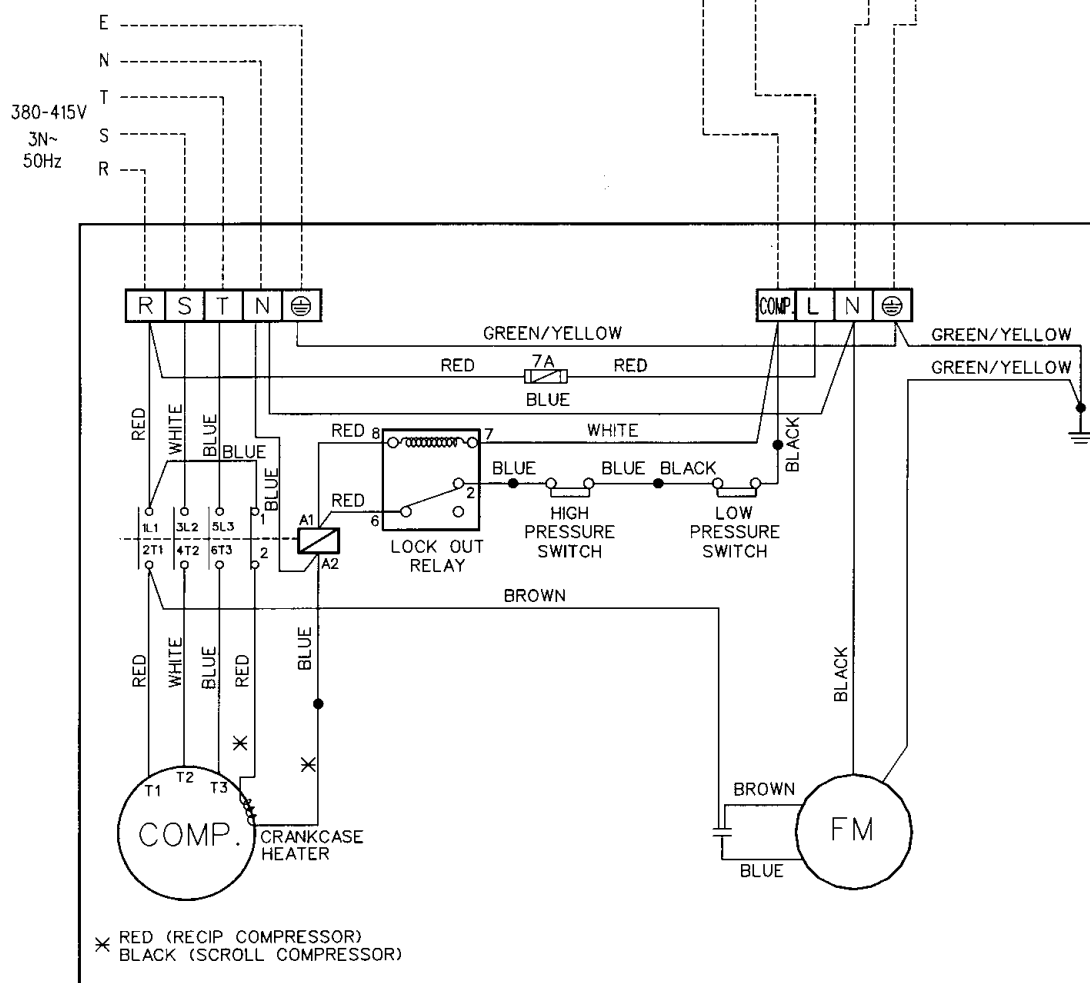 E
N
T
380-415V
S
3N~
50Hz
R
R S T N
COMP. L N
GREEN/YELLOW
GREEN/YELLOW
RED 7A RED
GREEN/YELLOW
BLUE
RED
WHITE
BLUE
BLUE
BLUE
RED 8
7
WHITE
BLACK
BLUE
BLUE
BLACK
2
RED
6
A1
A2
LOCK OUT
RELAY
HIGH
PRESSURE
SWITCH
LOW
PRESSURE
SWITCH
1L1
3L2
5L3
1
2T1
4T2
6T3
2
BROWN
RED
WHITE
BLUE
RED
BLUE
BLACK
T1
T2
T3
COMP.
CRANKCASE
HEATER
BROWN
FM
BLUE
RED (RECIP COMPRESSOR)
BLACK (SCROLL COMPRESSOR)